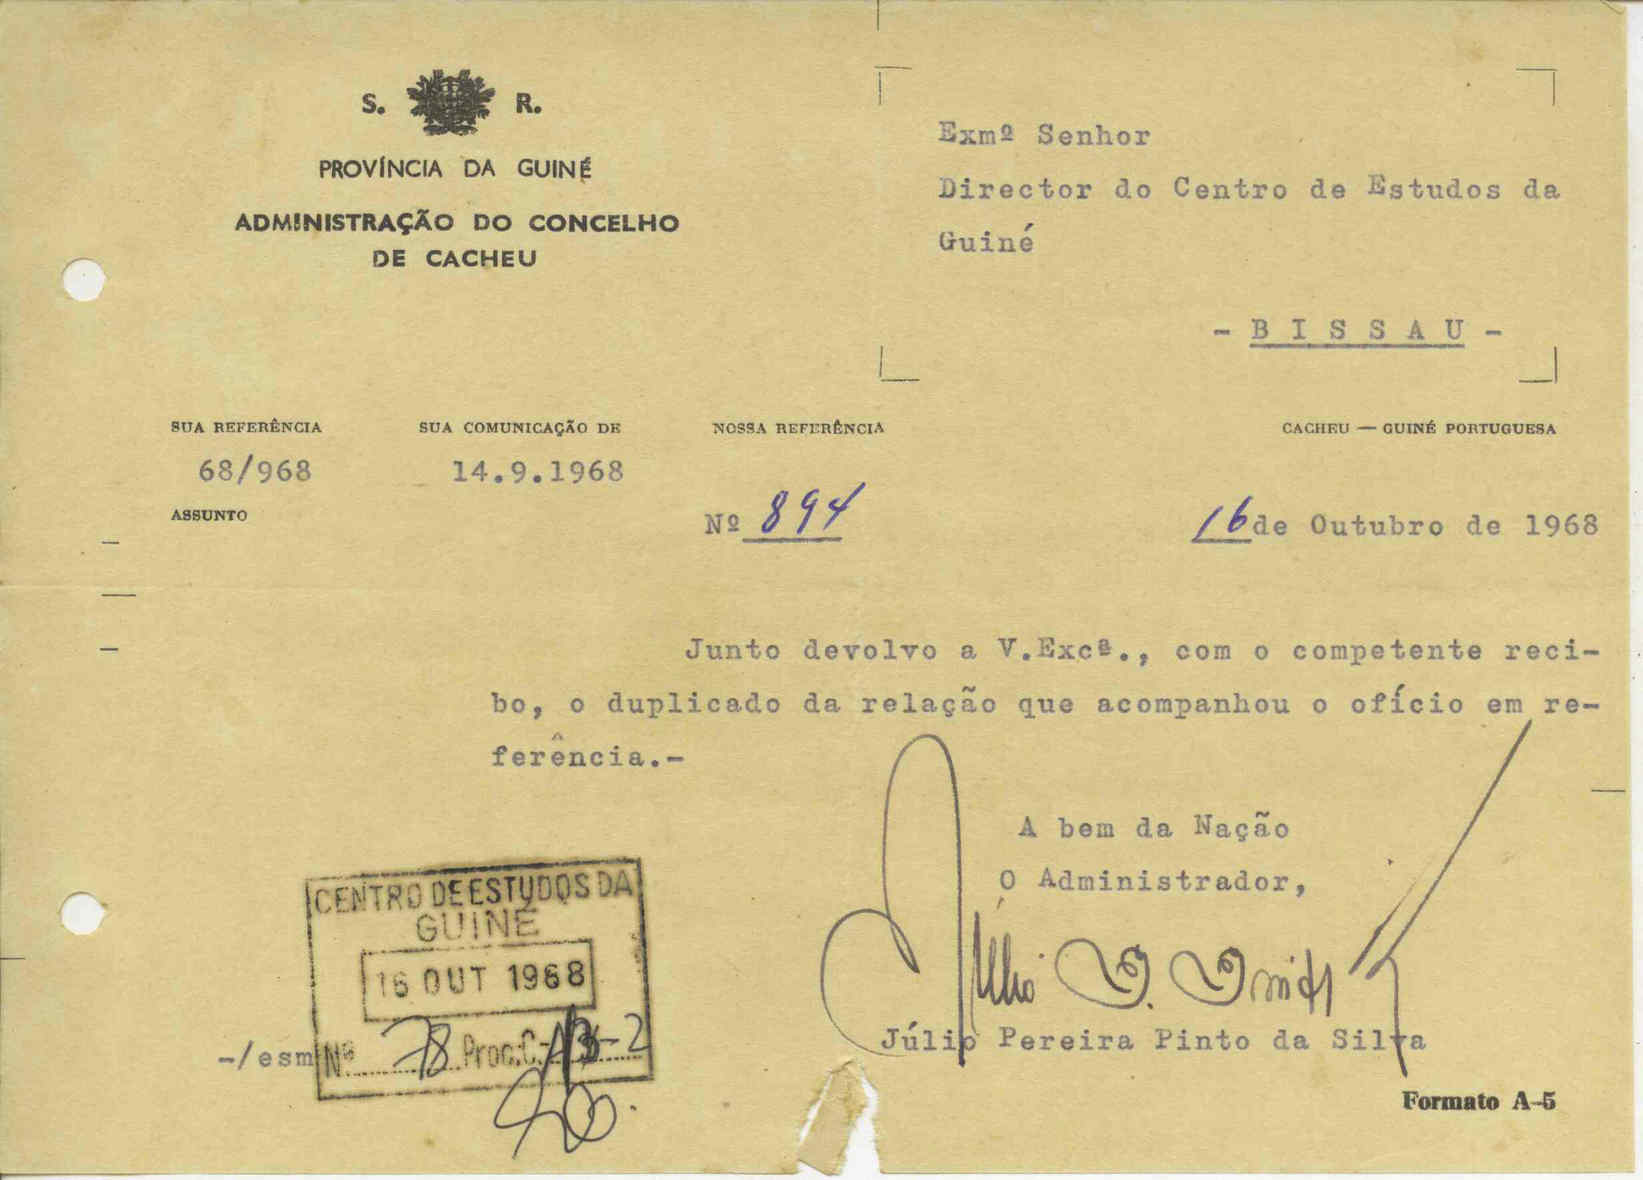 S. R.
PROVÍNCIA DA GUINÉ
ADMINISTRAÇÃO DO CONCELHO
DE CACHEU
Exmº Senhor
Director do Centro de Estudos da
Guiné
- B I S S A U -
SUA REFERÊNCIA
SUA COMUNICAÇÃO DE
NOSSA REFERÊNCIA
CACHEU — GUINÉ PORTUGUESA
68/968
14.9.1968
ASSUNTO
Nº 894
16 de Outubro de 1968
Junto devolvo a V.Excª., com o competente reci-
bo, o duplicado da relação que acompanhou o ofício em re-
ferência.-
A bem da Nação
O Administrador,
Júlio Pereira Pinto da Silva
CENTRO DE ESTUDOS DA
GUINÉ
16 OUT 1968
-/esm
Nº 78 Proc. C-
Formato A-5